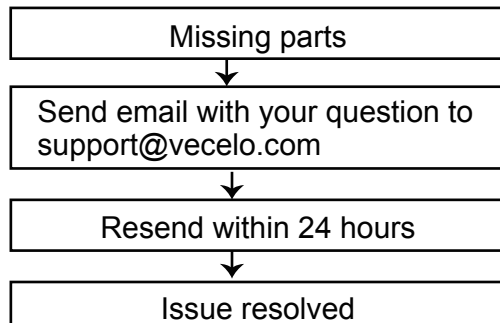 Missing parts
Send email with your question to
support@vecelo.com
Resend within 24 hours
Issue resolved